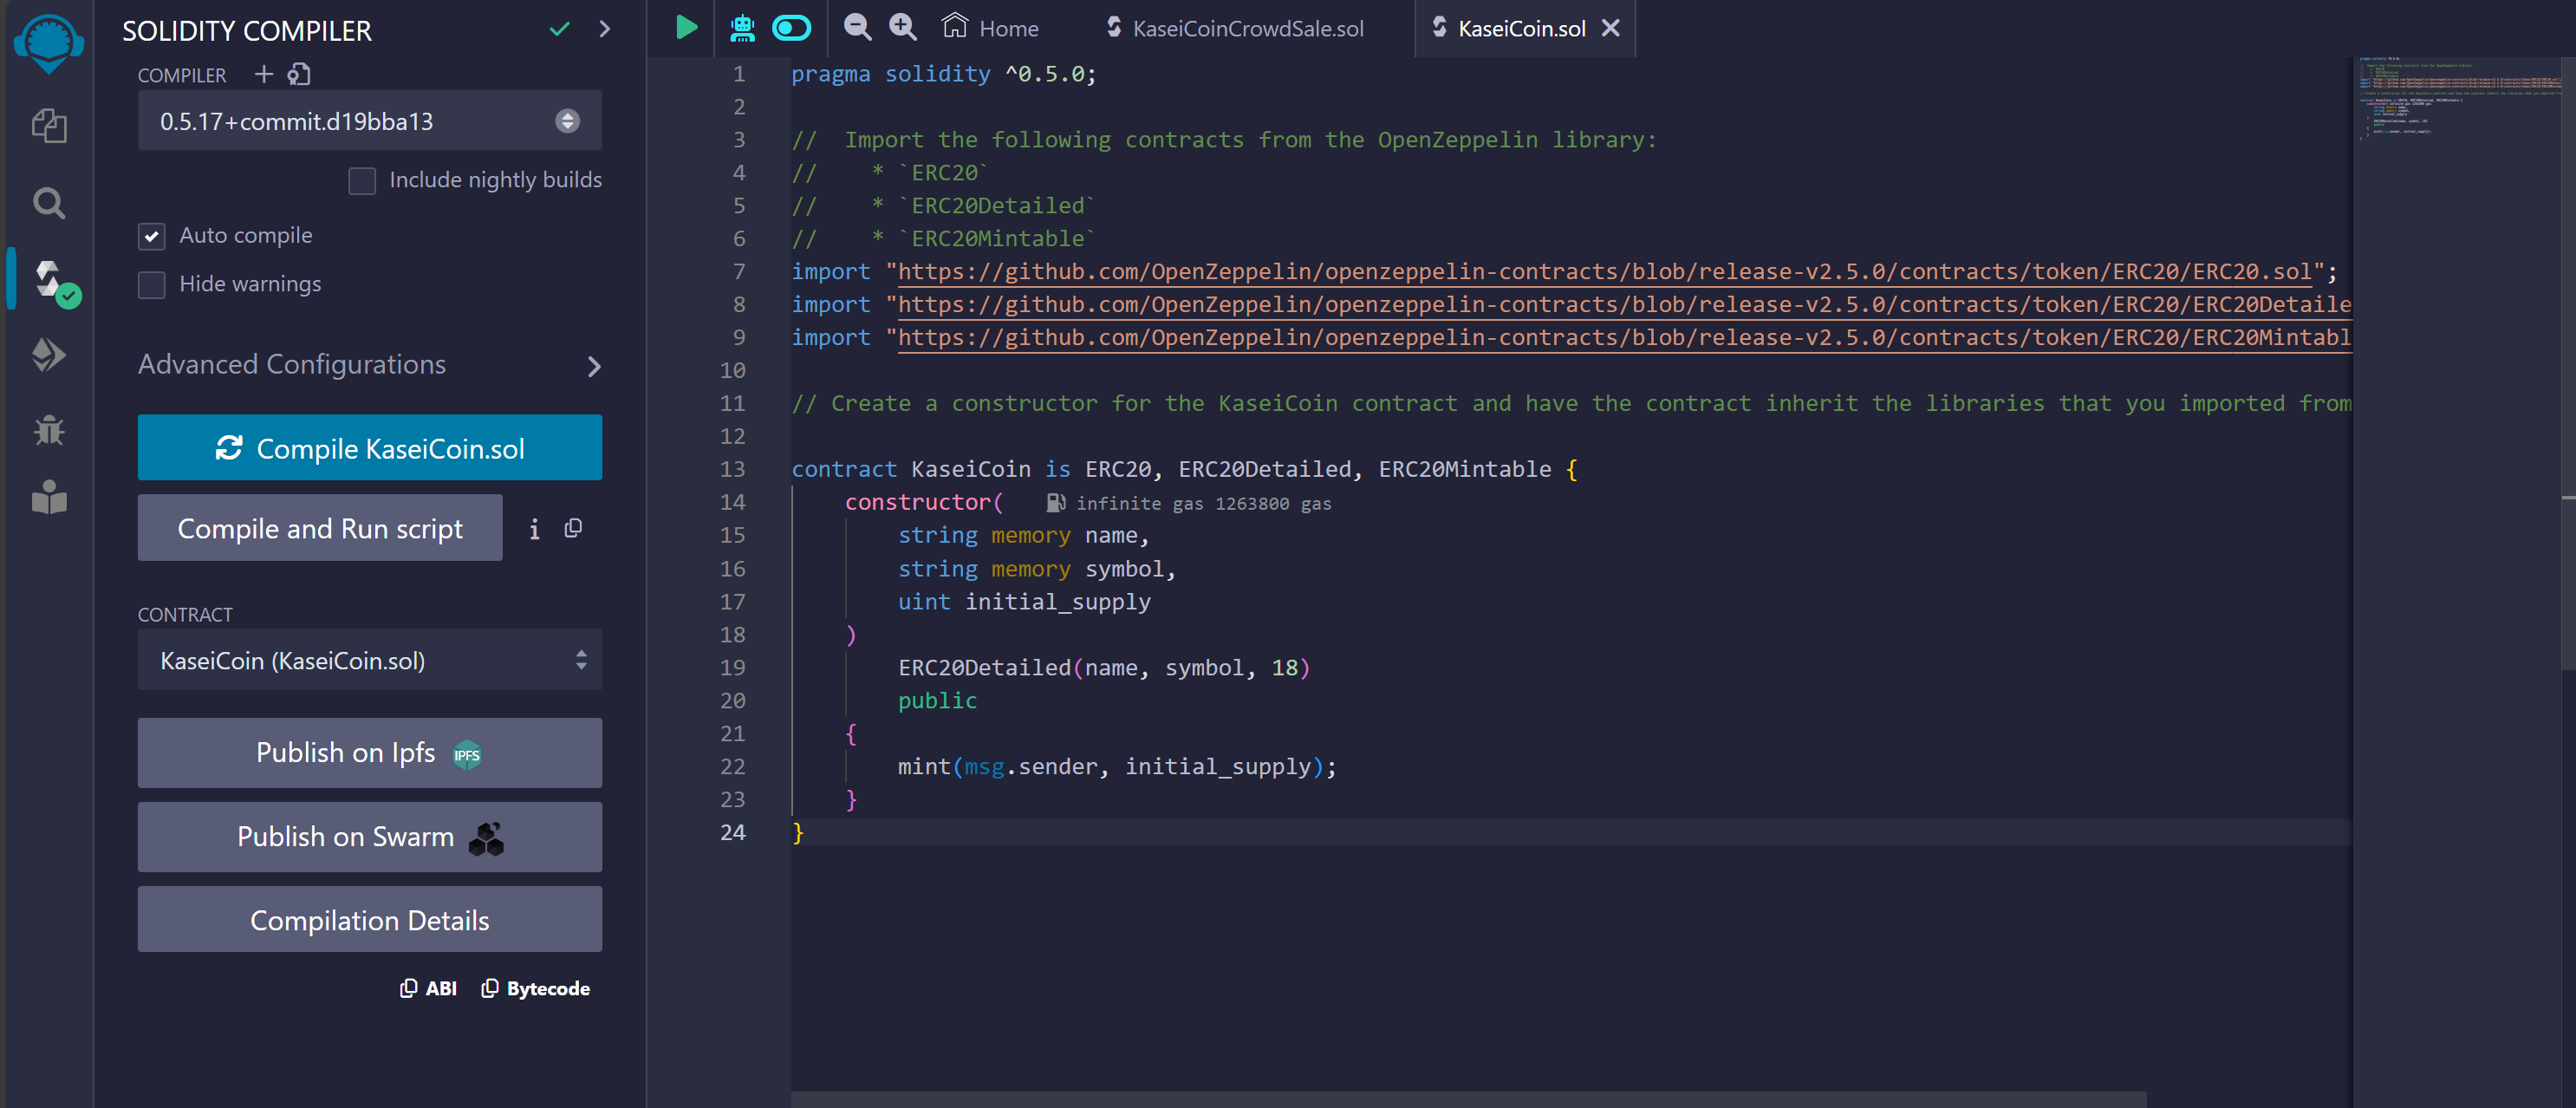 SOLIDITY COMPILER
COMPILER
0.5.17+commit.d19bba13
Include nightly builds
Auto compile
Hide warnings
Advanced Configurations
Compile KaseiCoin.sol
Compile and Run script
CONTRACT
KaseiCoin (KaseiCoin.sol)
Publish on Ipfs IPFS
Publish on Swarm
Compilation Details
ABI Bytecode
Home KaseiCoinCrowdSale.sol KaseiCoin.sol
1 pragma solidity ^0.5.0;
2
3 //  Import the following contracts from the OpenZeppelin library:
4 //    * `ERC20`
5 //    * `ERC20Detailed`
6 //    * `ERC20Mintable`
7 import "https://github.com/OpenZeppelin/openzeppelin-contracts/blob/release-v2.5.0/contracts/token/ERC20/ERC20.sol";
8 import "https://github.com/OpenZeppelin/openzeppelin-contracts/blob/release-v2.5.0/contracts/token/ERC20/ERC20Detaile
9 import "https://github.com/OpenZeppelin/openzeppelin-contracts/blob/release-v2.5.0/contracts/token/ERC20/ERC20Mintabl
10
11 // Create a constructor for the KaseiCoin contract and have the contract inherit the libraries that you imported from
12
13 contract KaseiCoin is ERC20, ERC20Detailed, ERC20Mintable {
14     constructor( infinite gas 1263800 gas
15         string memory name,
16         string memory symbol,
17         uint initial_supply
18     )
19         ERC20Detailed(name, symbol, 18)
20         public
21     {
22         mint(msg.sender, initial_supply);
23     }
24 }